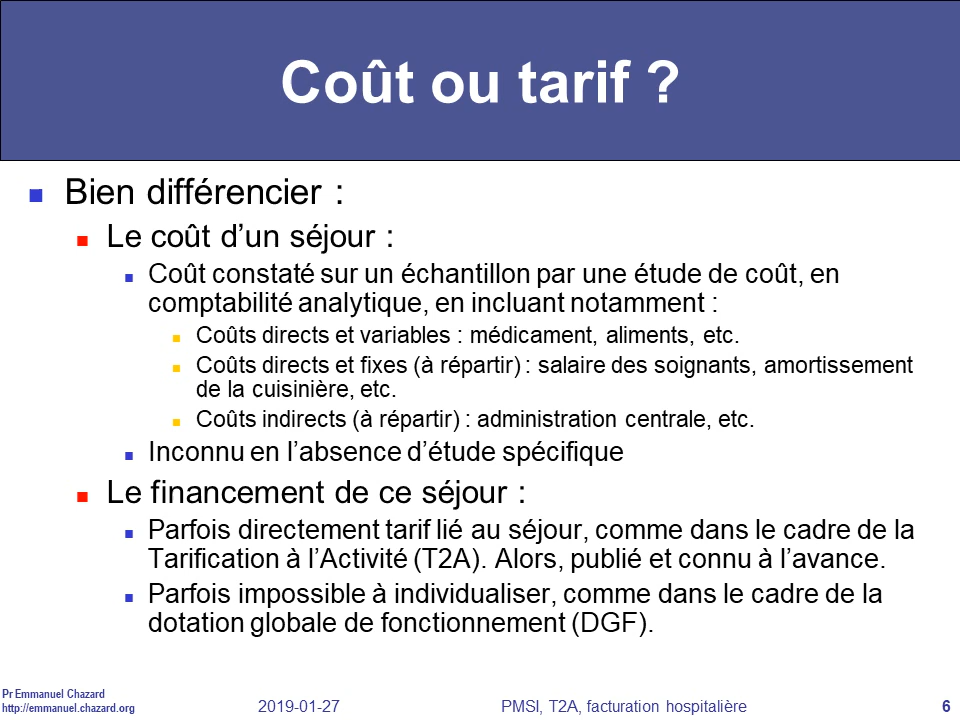 Coût ou tarif ?
Bien différencier :
Le coût d’un séjour :
Coût constaté sur un échantillon par une étude de coût, en
comptabilité analytique, en incluant notamment :
Coûts directs et variables : médicament, aliments, etc.
Coûts directs et fixes (à répartir) : salaire des soignants, amortissement
de la cuisinière, etc.
Coûts indirects (à répartir) : administration centrale, etc.
Inconnu en l’absence d’étude spécifique
Le financement de ce séjour :
Parfois directement tarif lié au séjour, comme dans le cadre de la
Tarification à l’Activité (T2A). Alors, publié et connu à l’avance.
Parfois impossible à individualiser, comme dans le cadre de la
dotation globale de fonctionnement (DGF).
Pr Emmanuel Chazard
http://emmanuel.chazard.org
2019-01-27
PMSI, T2A, facturation hospitalière
6